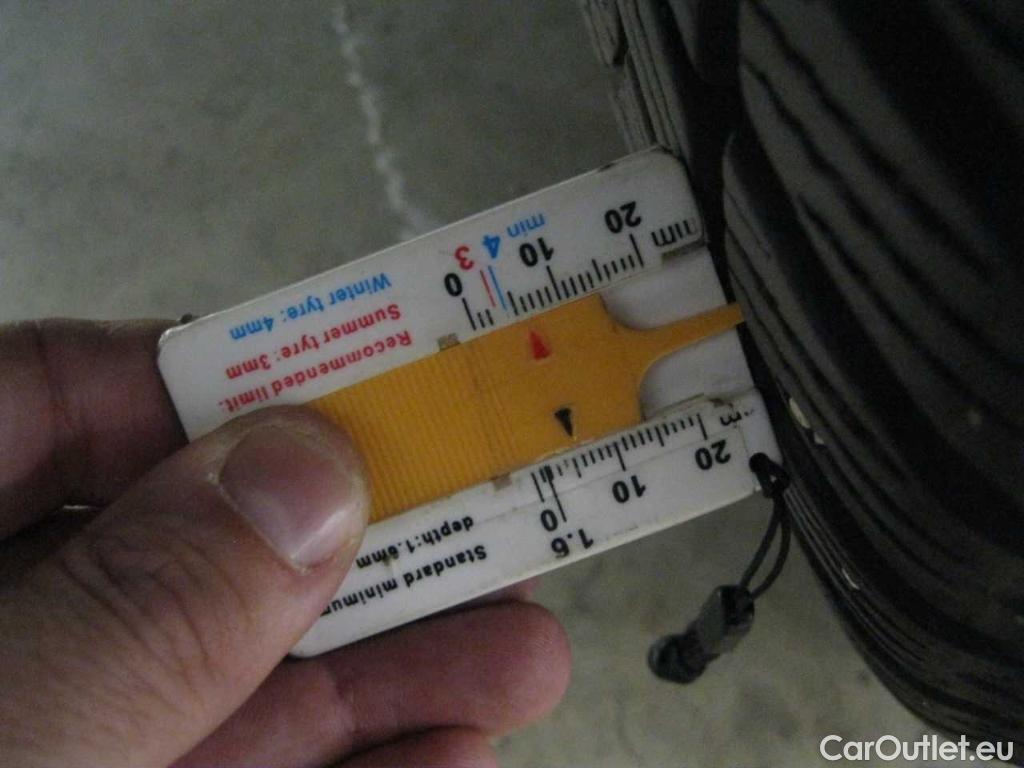 Standard minimum
depth:1.6mm
1.6
0 10 20
mm
Recommended limit:
Summer tyre: 3mm
Winter tyre: 4mm
0 10 20
3 4 min
mm
CarOutlet.eu